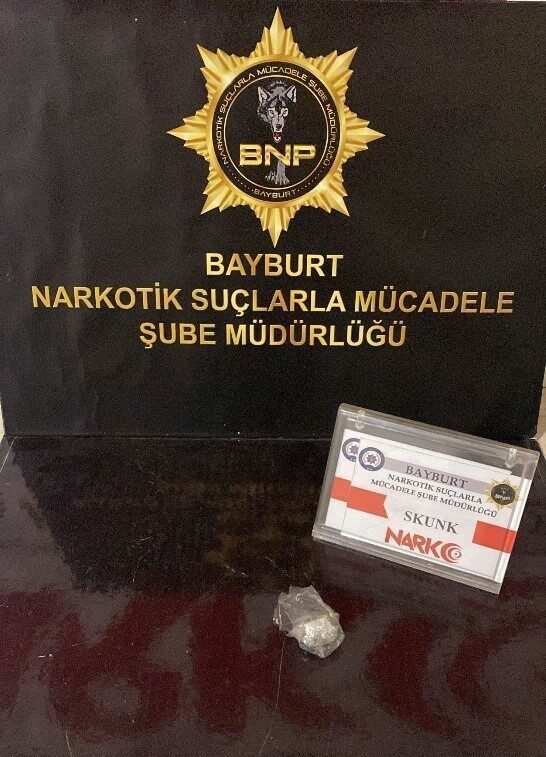 NARKOTİK SUÇLARLA MÜCADELE ŞUBE MÜDÜRLÜĞÜ
BNP
BAYBURT
BAYBURT
NARKOTİK SUÇLARLA MÜCADELE
ŞUBE MÜDÜRLÜĞÜ
BAYBURT
NARKOTİK SUÇLARLA
MÜCADELE ŞUBE MÜDÜRLÜĞÜ
SKUNK
NARKO